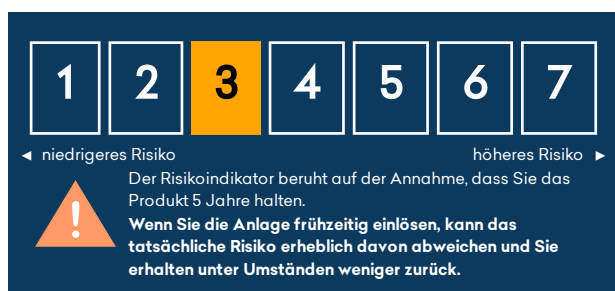 1 2 3 4 5 6 7
◄ niedrigeres Risiko höheres Risiko ►
Der Risikoindikator beruht auf der Annahme, dass Sie das
Produkt 5 Jahre halten.
Wenn Sie die Anlage frühzeitig einlösen, kann das
tatsächliche Risiko erheblich davon abweichen und Sie
erhalten unter Umständen weniger zurück.
!